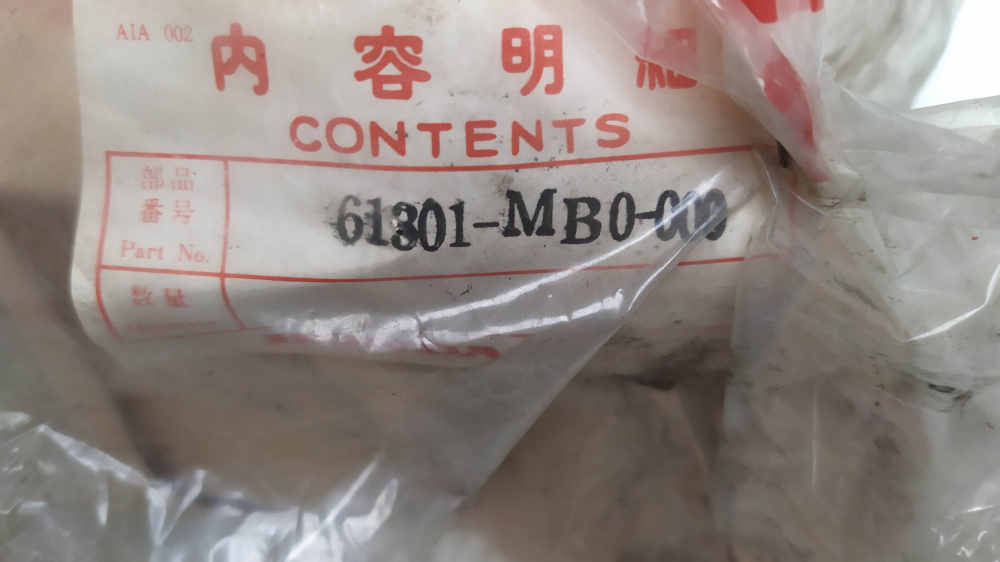 AIA 002
内容明細
CONTENTS
部品
番号
Part No.
61301-MB0-000
数量